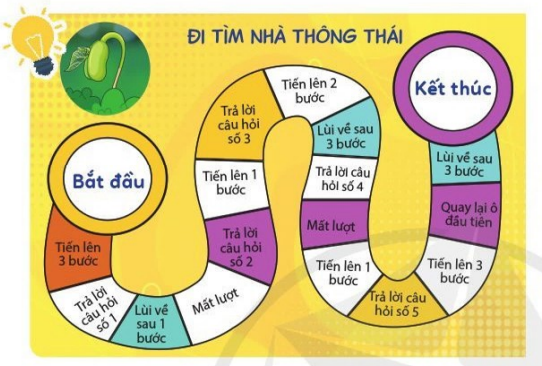 ĐI TÌM NHÀ THÔNG THÁI
Bắt đầu
Tiến lên
3 bước
Trả lời
câu hỏi
số 1
Lùi về
sau 1
bước
Mất lượt
Trả lời
câu hỏi
số 2
Tiến lên 1
bước
Trả lời
câu hỏi
số 3
Tiến lên 2
bước
Lùi về sau
3 bước
Trả lời
câu hỏi
số 4
Mất lượt
Tiến lên 1
bước
Trả lời câu
hỏi số 5
Tiến lên 3
bước
Quay lại ô
đầu tiên
Lùi về sau
3 bước
Kết thúc